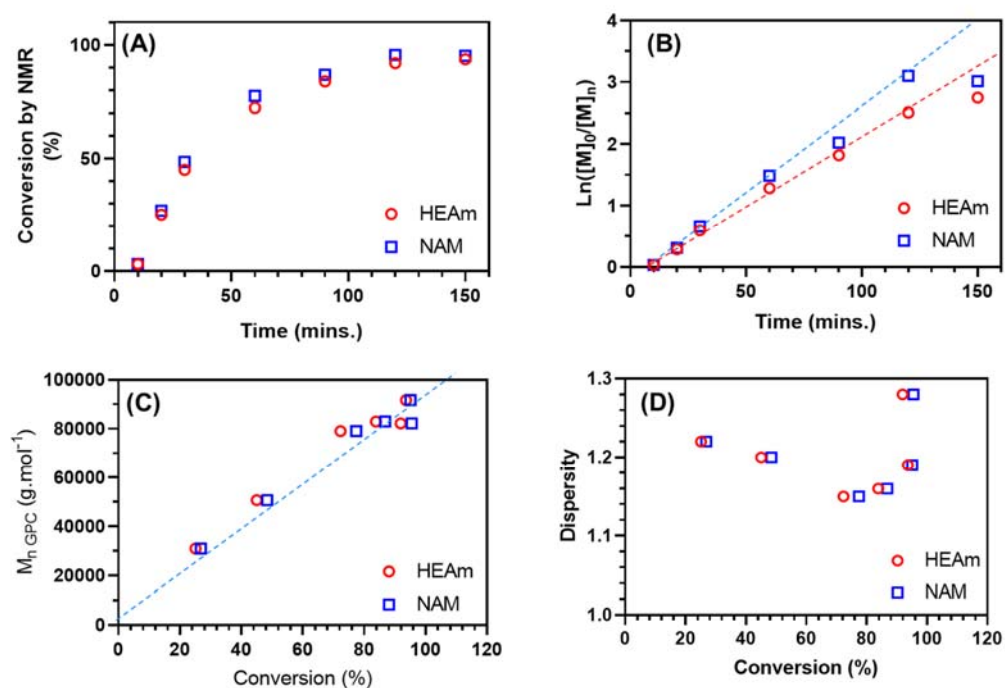 (A)
Conversion by NMR
(%)
100
50
0
0
50
100
150
Time (mins.)
HEAm
NAM
(B)
Ln([M]₀/[M]ₙ)
4
3
2
1
0
0
50
100
150
Time (mins.)
HEAm
NAM
(C)
Mₙ GPC (g.mol⁻¹)
100000
80000
60000
40000
20000
0
0
20
40
60
80
100
120
Conversion (%)
HEAm
NAM
(D)
Dispersity
1.3
1.2
1.1
1.0
0
20
40
60
80
100
120
Conversion (%)
HEAm
NAM